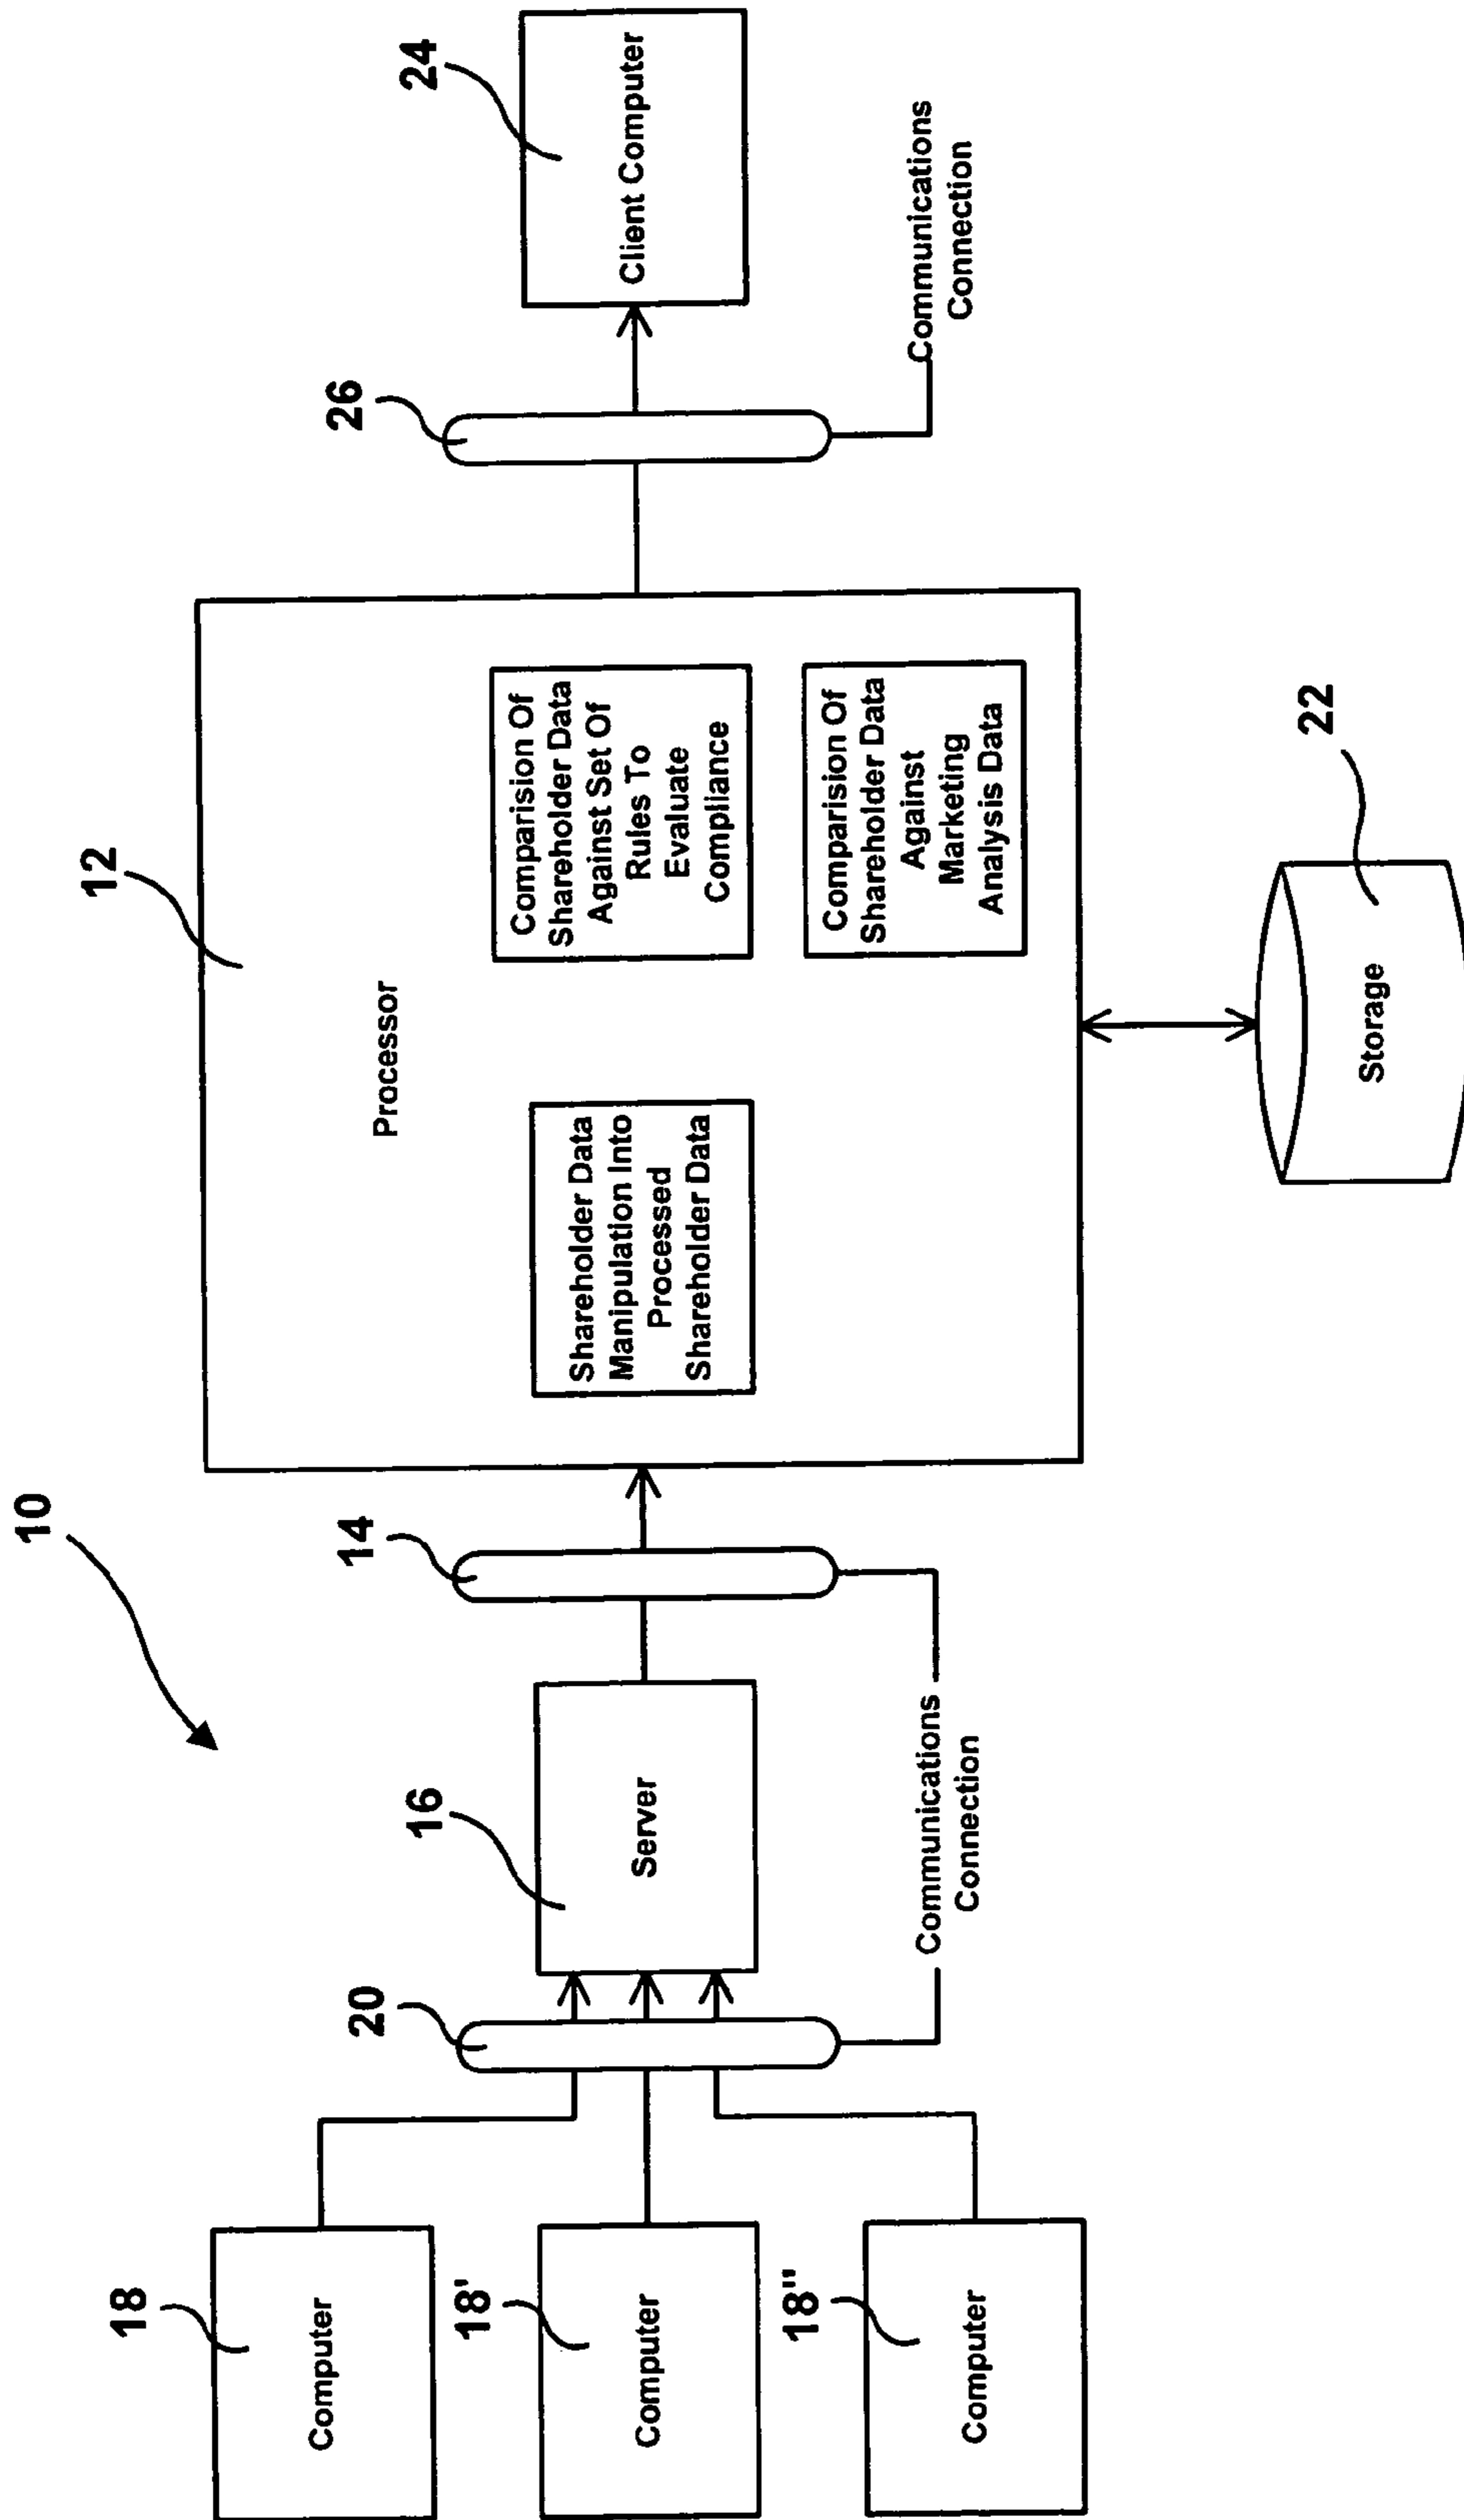 10
18
Computer
18'
Computer
18"
Computer
20
16
Server
14
Communications
Connection
12
Processor
Shareholder Data
Manipulation Into
Processed
Shareholder Data
Comparision Of
Shareholder Data
Against Set Of
Rules To
Evaluate
Compliance
Comparision Of
Shareholder Data
Against
Marketing
Analysis Data
22
Storage
26
Communications
Connection
24
Client Computer